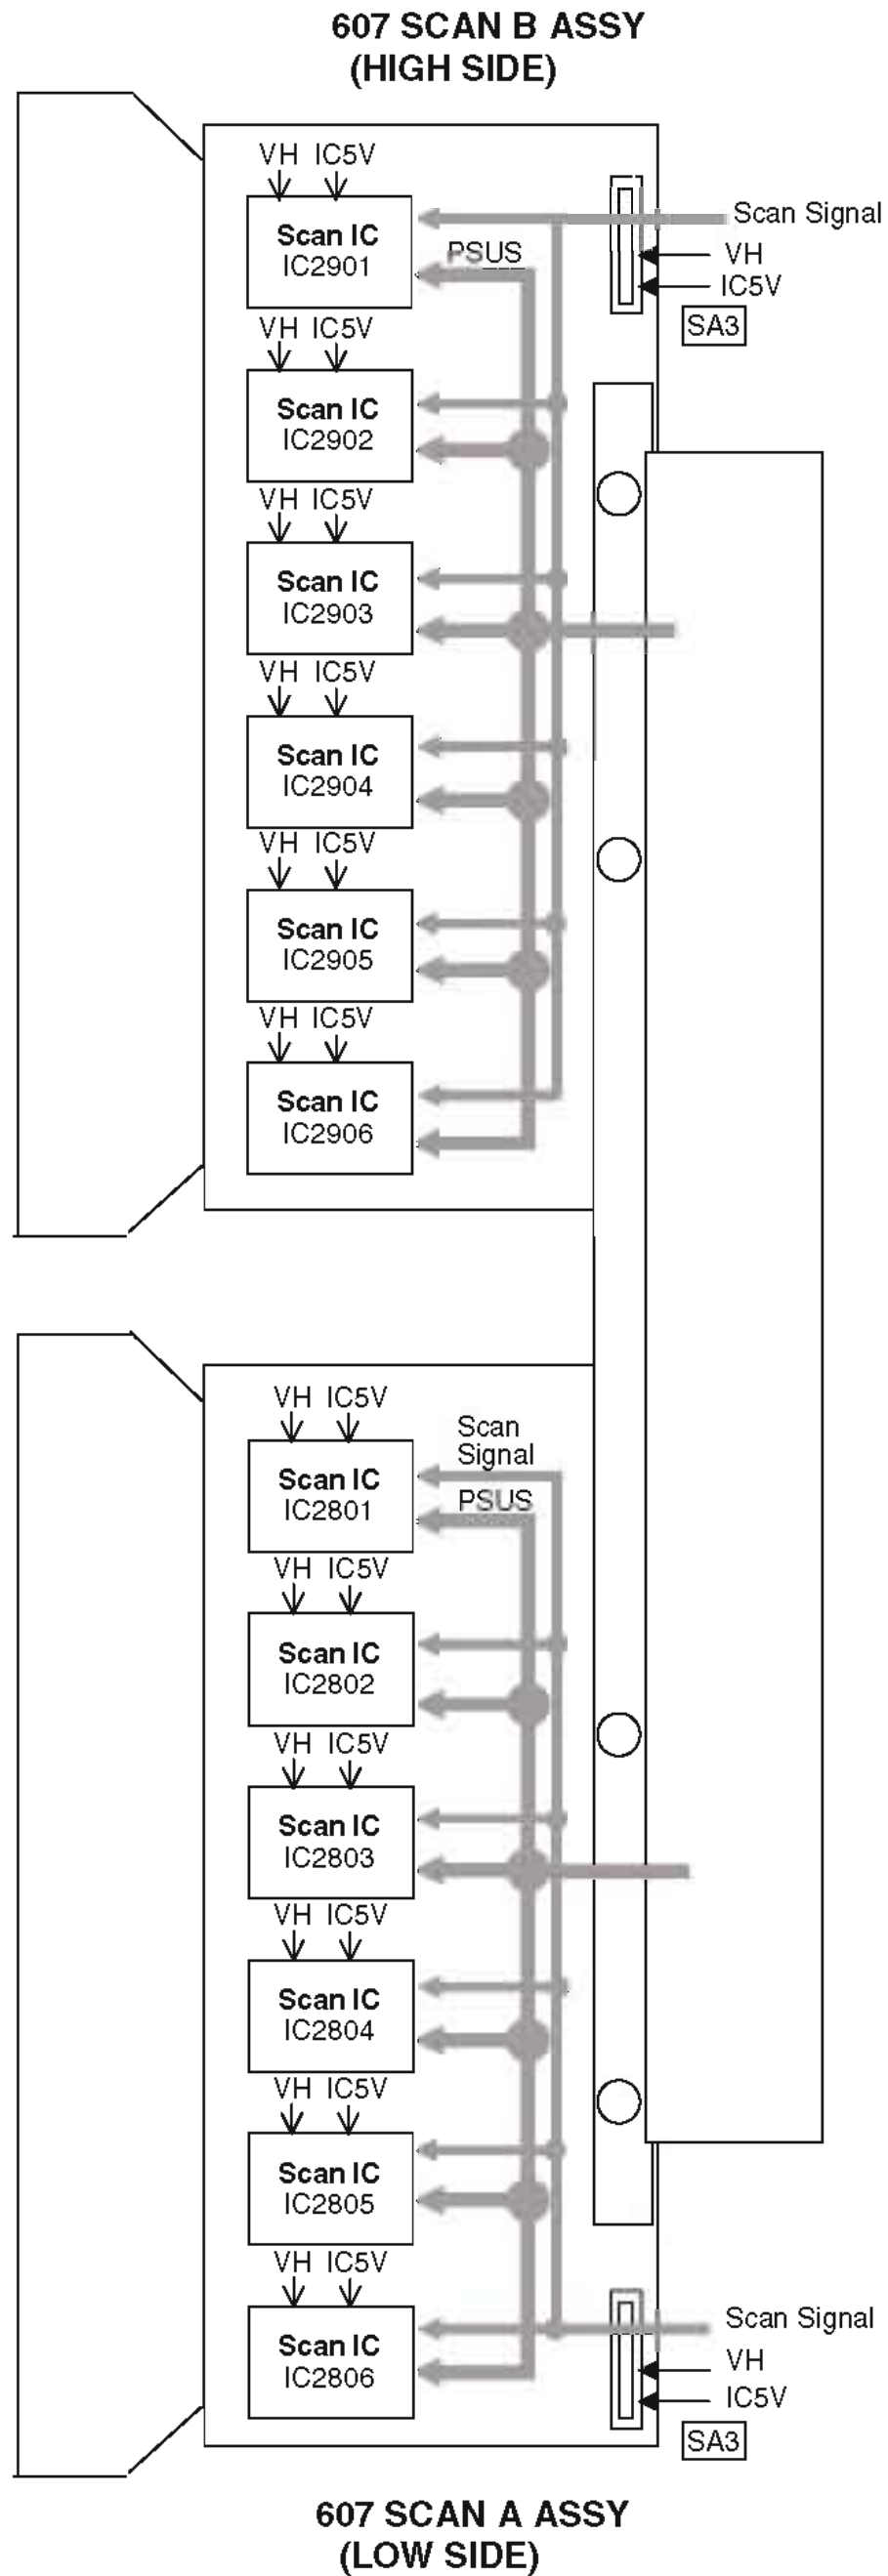 607 SCAN B ASSY
(HIGH SIDE)
VH IC5V
Scan IC
IC2901
PSUS
Scan Signal
VH
IC5V
SA3
VH IC5V
Scan IC
IC2902
VH IC5V
Scan IC
IC2903
VH IC5V
Scan IC
IC2904
VH IC5V
Scan IC
IC2905
VH IC5V
Scan IC
IC2906
VH IC5V
Scan IC
IC2801
Scan
Signal
PSUS
VH IC5V
Scan IC
IC2802
VH IC5V
Scan IC
IC2803
VH IC5V
Scan IC
IC2804
VH IC5V
Scan IC
IC2805
VH IC5V
Scan IC
IC2806
Scan Signal
VH
IC5V
SA3
607 SCAN A ASSY
(LOW SIDE)